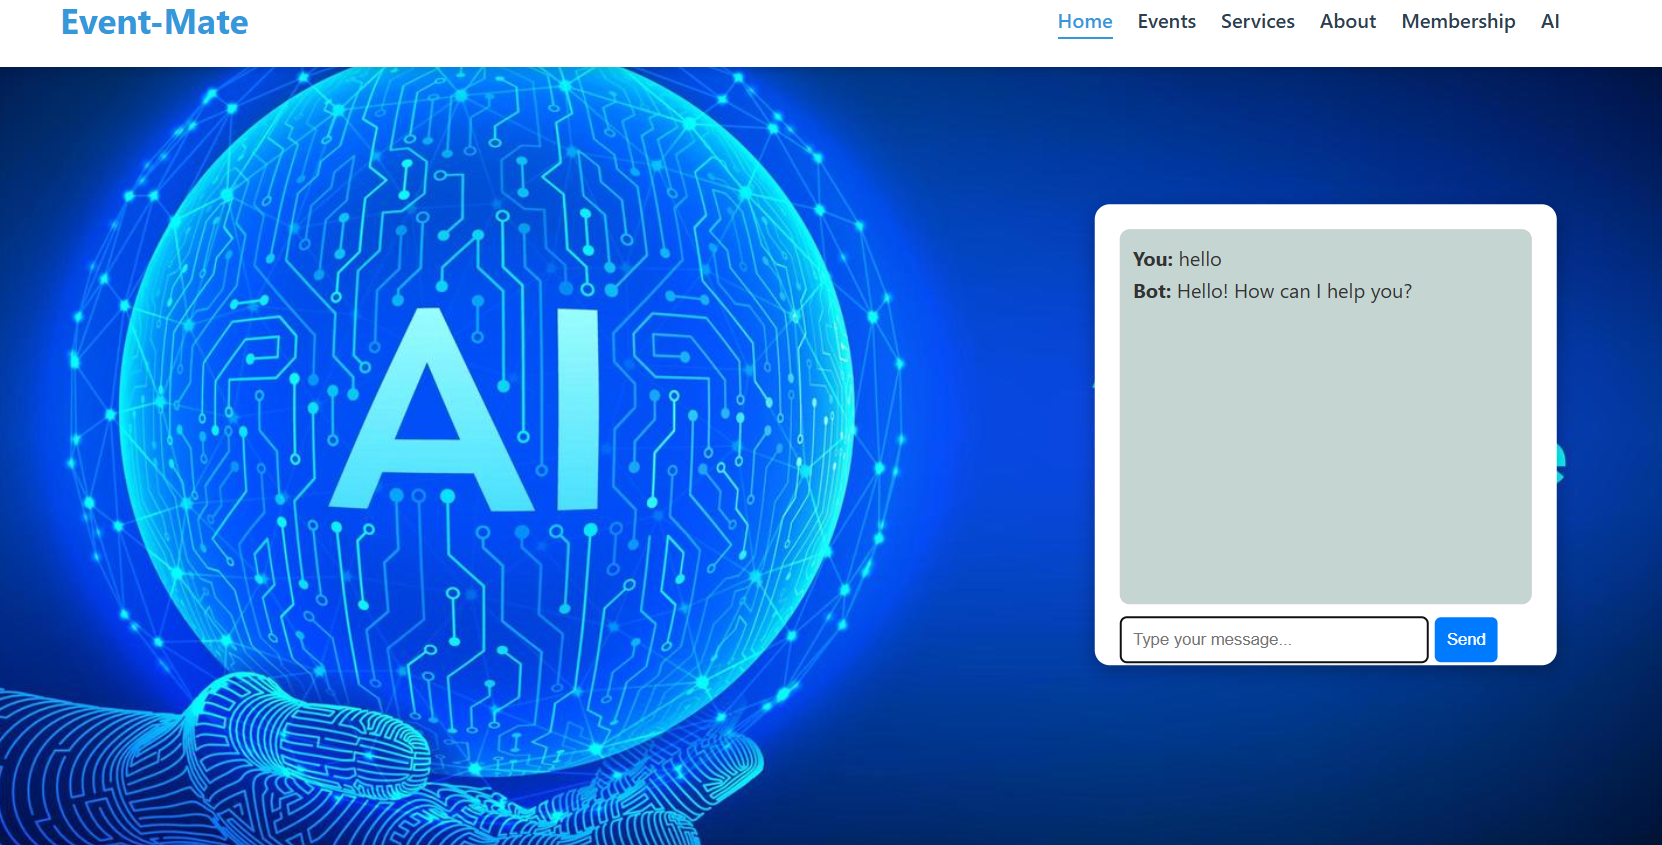 Event-Mate
Home Events Services About Membership AI
AI
You: hello
Bot: Hello! How can I help you?
Type your message...
Send